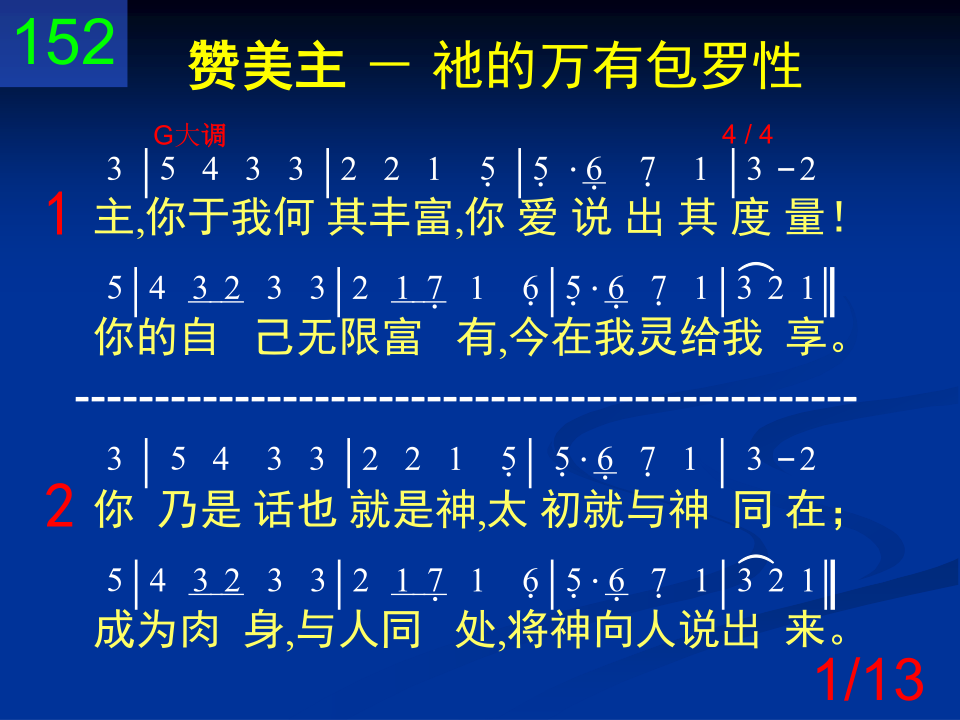 152
赞美主 － 祂的万有包罗性
G大调 4 / 4
3 | 5 4 3 3 | 2 2 1 5̣ | 5̣ · 6̣ 7̣ 1 | 3 － 2
1 主,你于我何 其丰富,你 爱 说 出 其 度 量！
5 | 4 3 2 3 3 | 2 1 7̣ 1 6̣ | 5̣ · 6̣ 7̣ 1 | 3 2 1 ‖
你的自 己无限富 有,今在我灵给我 享。
-------------------------------------------------
3 | 5 4 3 3 | 2 2 1 5̣ | 5̣ · 6̣ 7̣ 1 | 3 － 2
2 你 乃是 话也 就是神,太 初就与神 同 在；
5 | 4 3 2 3 3 | 2 1 7̣ 1 6̣ | 5̣ · 6̣ 7̣ 1 | 3 2 1 ‖
成为肉 身,与人同 处,将神向人说出 来。
1/13